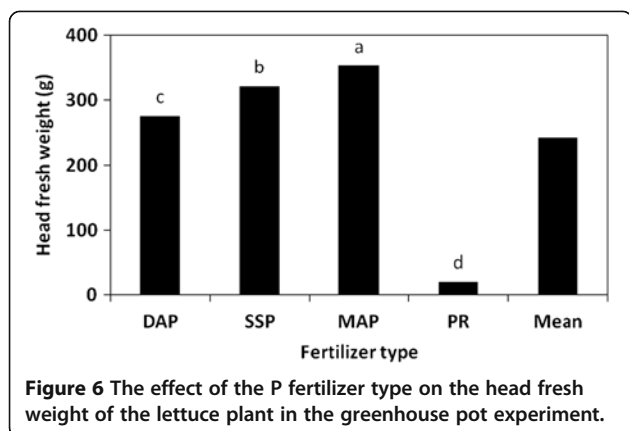 400
300
200
100
0
Head fresh weight (g)
c
b
a
d
DAP SSP MAP PR Mean
Fertilizer type
Figure 6 The effect of the P fertilizer type on the head fresh
weight of the lettuce plant in the greenhouse pot experiment.